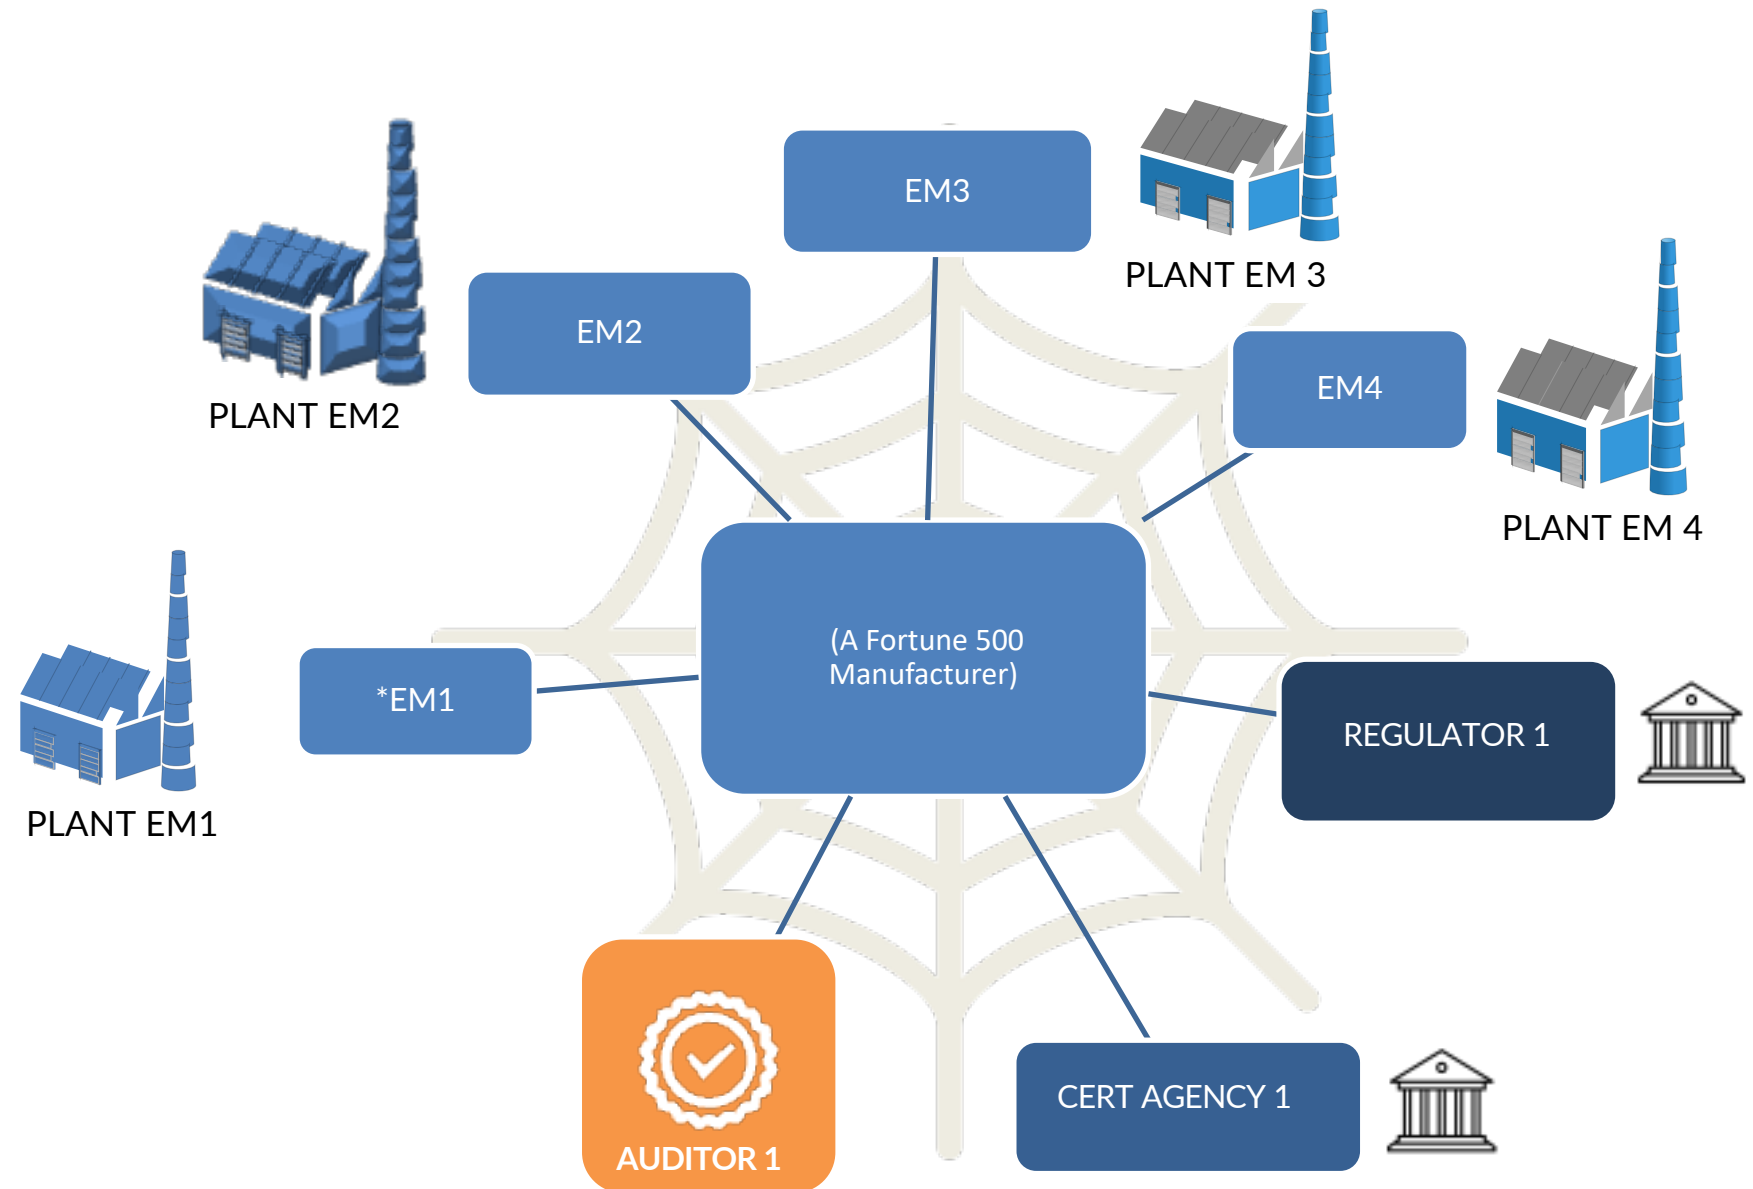 EM3
PLANT EM 3
EM2
EM4
PLANT EM2
PLANT EM 4
(A Fortune 500
Manufacturer)
*EM1
REGULATOR 1
PLANT EM1
CERT AGENCY 1
AUDITOR 1